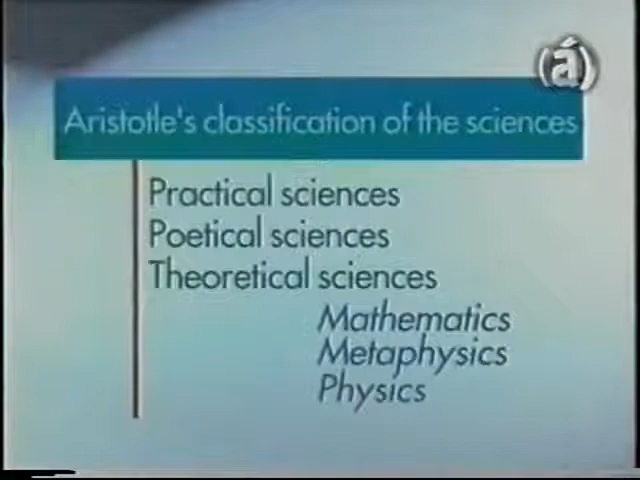 (á)
Aristotle's classification of the sciences
Practical sciences
Poetical sciences
Theoretical sciences
Mathematics
Metaphysics
Physics